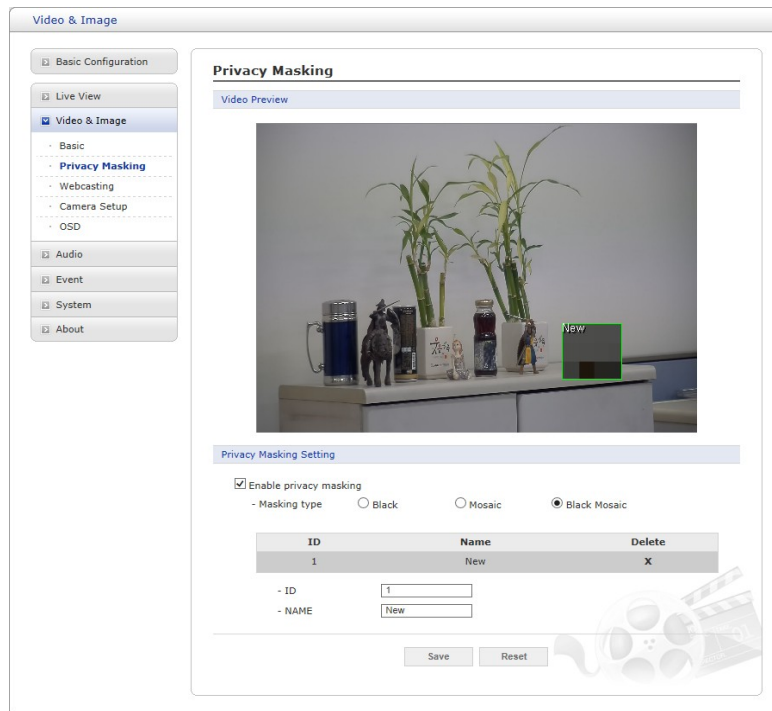 Video & Image
Basic Configuration
Live View
Video & Image
Basic
Privacy Masking
Webcasting
Camera Setup
OSD
Audio
Event
System
About
Privacy Masking
Video Preview
New
Privacy Masking Setting
Enable privacy masking
- Masking type Black Mosaic Black Mosaic
ID Name Delete
1 New X
- ID 1
- NAME New
Save Reset